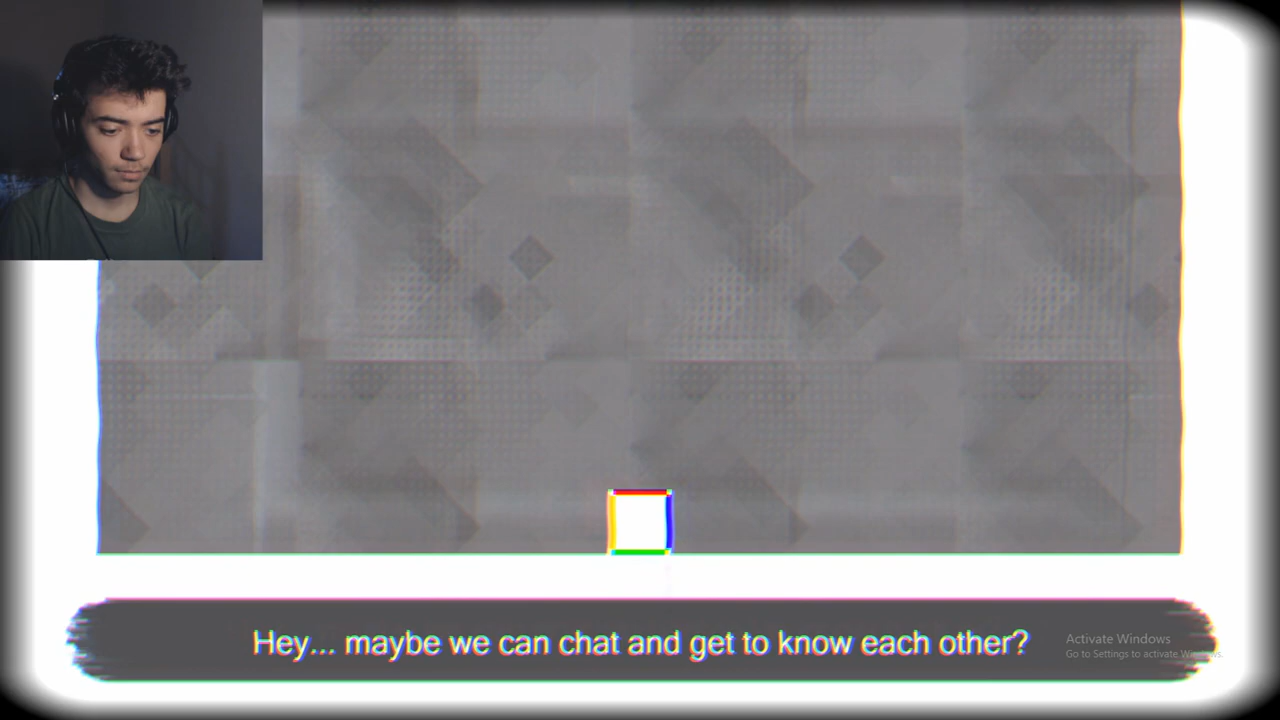 Hey... maybe we can chat and get to know each other?
Activate Windows
Go to Settings to activate Windows.